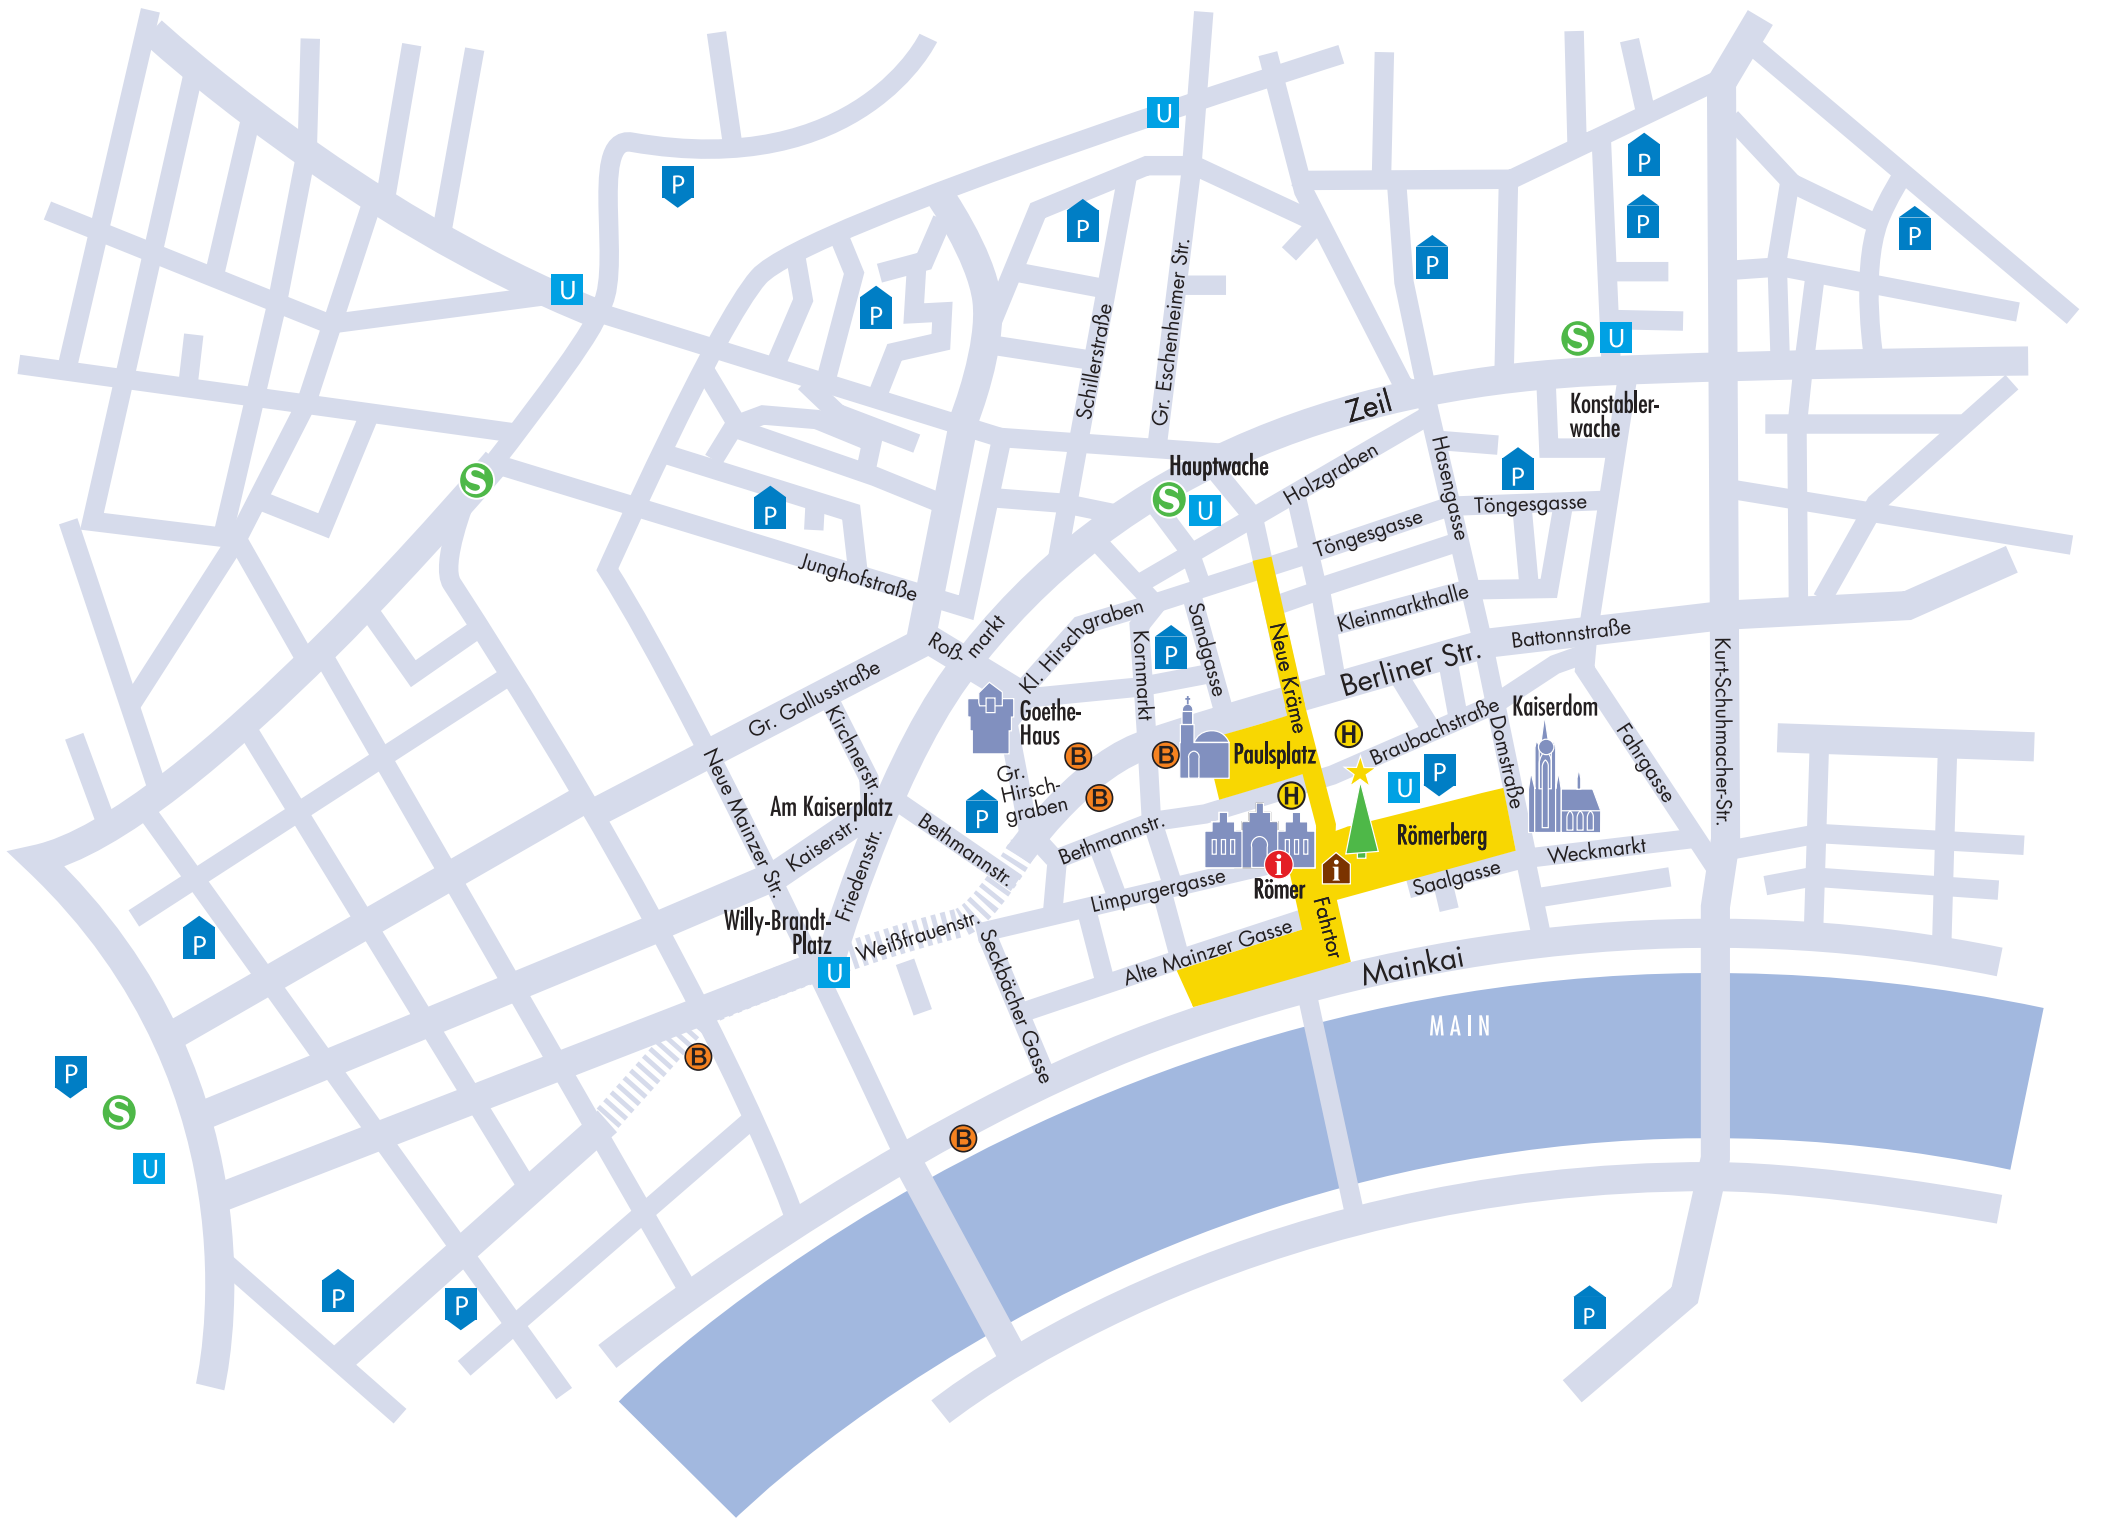 U
P
P
P
P
P
P
P
U
P
S
U
Schillerstraße
Gr. Eschenheimer Str.
Zeil
Konstabler-
wache
S
Hauptwache
S
U
Holzgraben
Hasengasse
P
Töngesgasse
Töngesgasse
P
Junghofstraße
Kleinmarkthalle
Roß-
markt
Kl. Hirschgraben
Kornmarkt
P
Sandgasse
Neue Kräme
Berliner Str.
Battonnstraße
Kurt-Schuhmacher-Str.
Gr. Gallusstraße
Kirchnerstr.
Goethe-
Haus
B
B
Paulsplatz
H
Braubachstraße
Domstraße
Kaiserdom
Fahrgasse
Neue Mainzer Str.
Am Kaiserplatz
Gr.
Hirsch-
graben
P
B
H
U
P
Kaiserstr.
Friedensstr.
Bethmannstr.
Bethmannstr.
Römerberg
Weckmarkt
i
i
Römer
Limpurgergasse
Saalgasse
Willy-Brandt-
Platz
U
Weißfrauenstr.
Seckbächer Gasse
Alte Mainzer Gasse
Fahrtor
Mainkai
MAIN
P
B
P
S
U
B
P
P
P